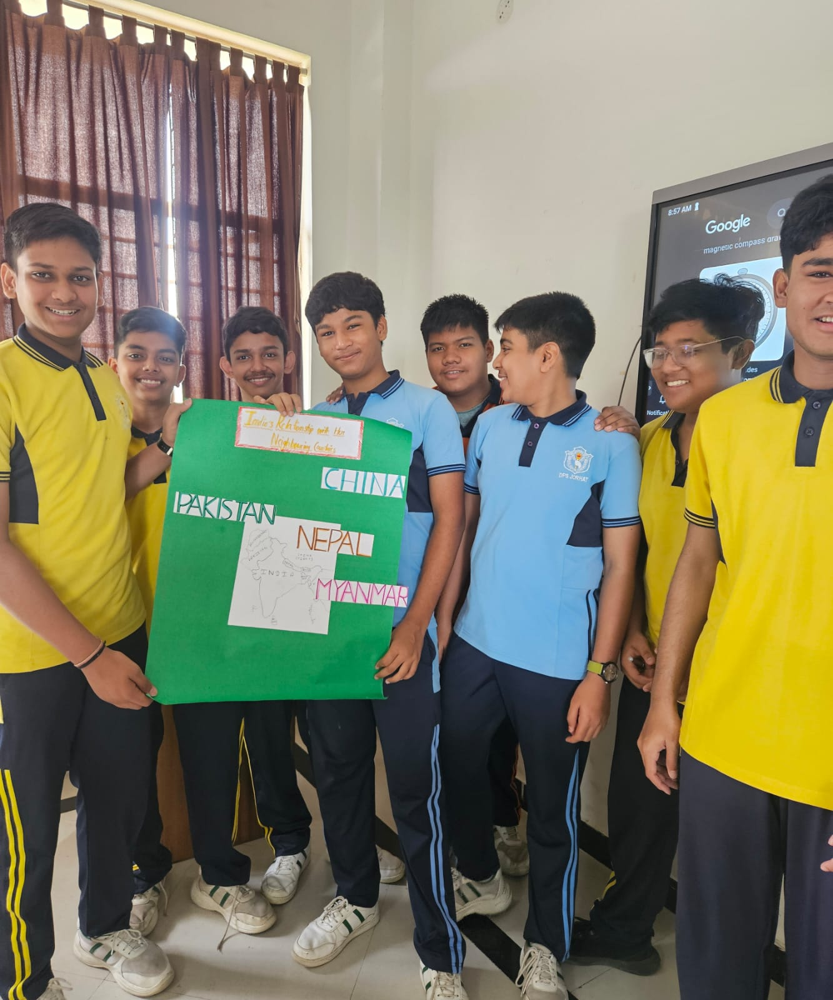 8:57 AM
Google
magnetic compass
Notific
India's Relationship with Her
Neighbouring Countries
CHINA
PAKISTAN
NEPAL
INDIA
MYANMAR
DPS JORHAT